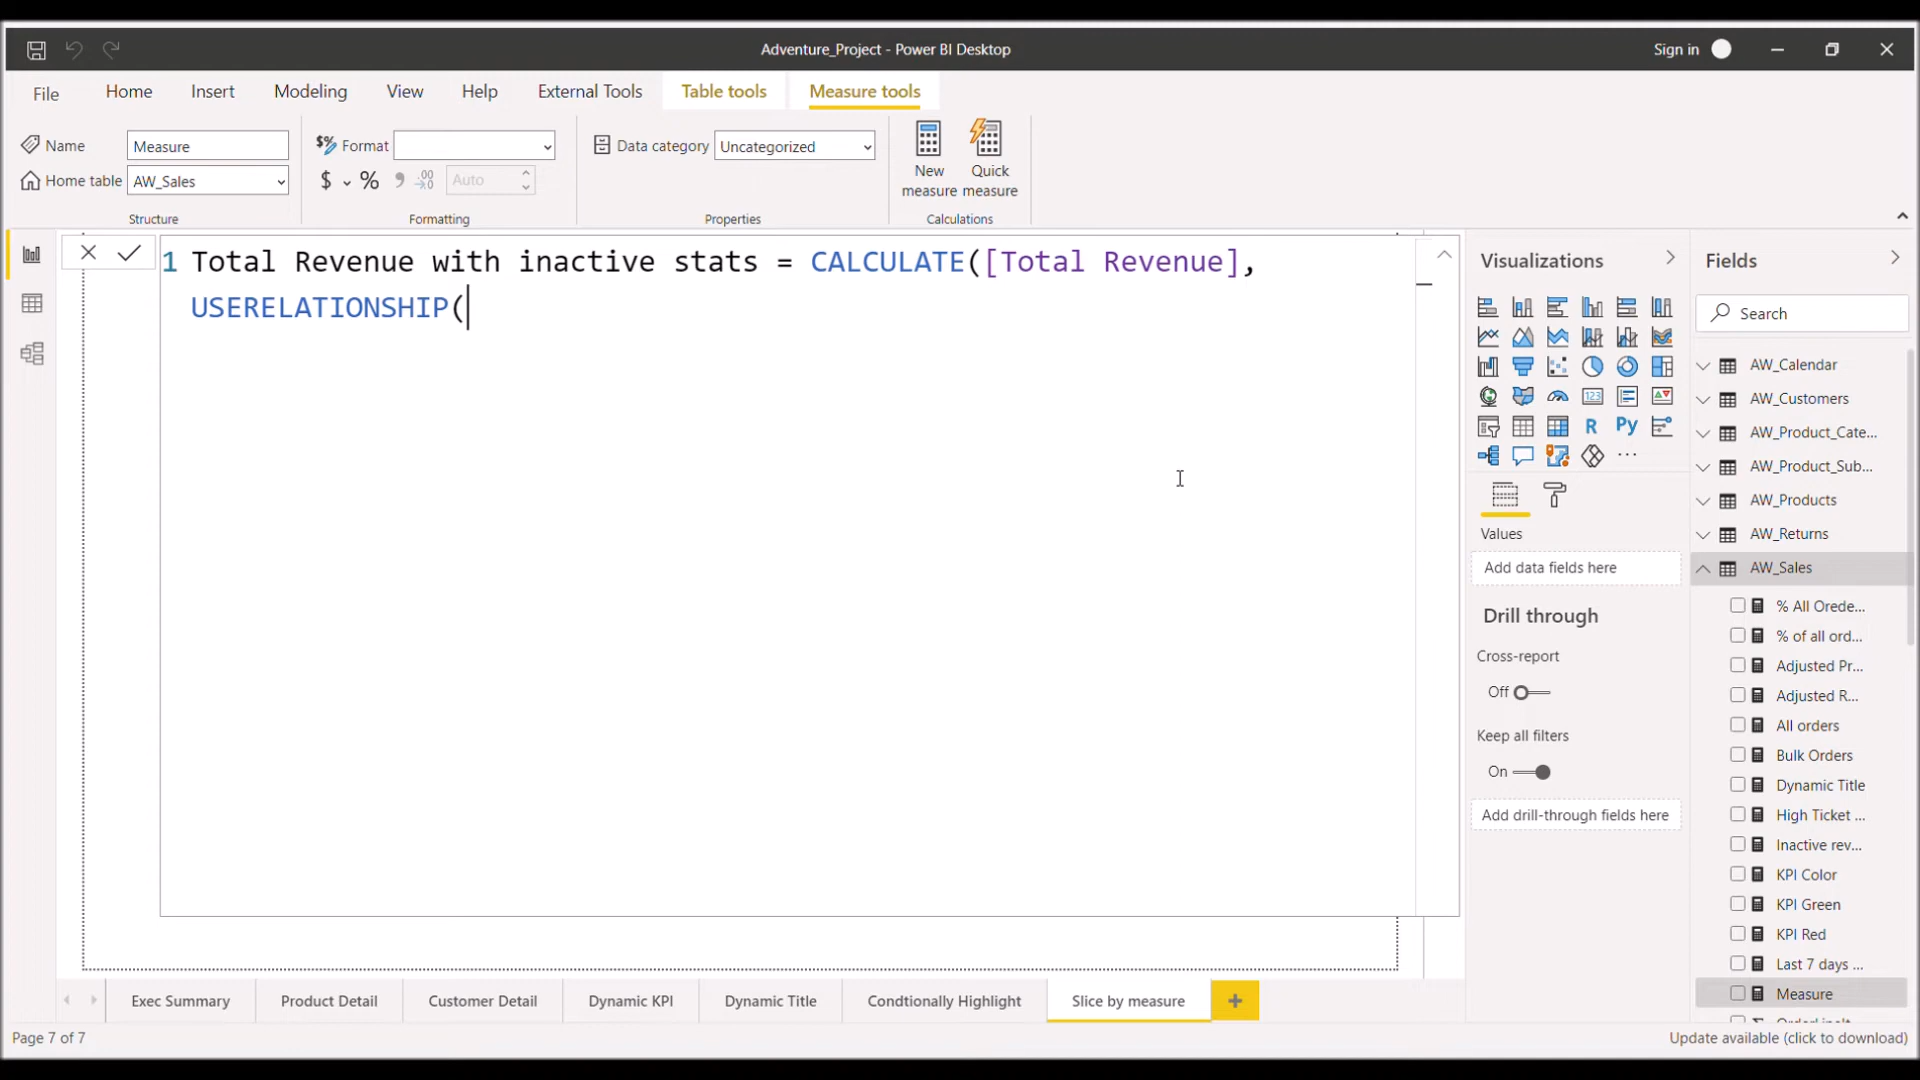 Adventure_Project - Power BI Desktop
Sign in
File
Home
Insert
Modeling
View
Help
External Tools
Table tools
Measure tools
Name
Measure
Home table
AW_Sales
Structure
Format
$
%
Auto
Formatting
Data category
Uncategorized
Properties
New measure
Quick measure
Calculations
1 Total Revenue with inactive stats = CALCULATE([Total Revenue],
USERELATIONSHIP(
Visualizations
123
R
Py
Values
Add data fields here
Drill through
Cross-report
Off
Keep all filters
On
Add drill-through fields here
Fields
Search
AW_Calendar
AW_Customers
AW_Product_Cate...
AW_Product_Sub...
AW_Products
AW_Returns
AW_Sales
% All Orede...
% of all ord...
Adjusted Pr...
Adjusted R...
All orders
Bulk Orders
Dynamic Title
High Ticket ...
Inactive rev...
KPI Color
KPI Green
KPI Red
Last 7 days ...
Measure
Exec Summary
Product Detail
Customer Detail
Dynamic KPI
Dynamic Title
Condtionally Highlight
Slice by measure
+
Page 7 of 7
Update available (click to download)